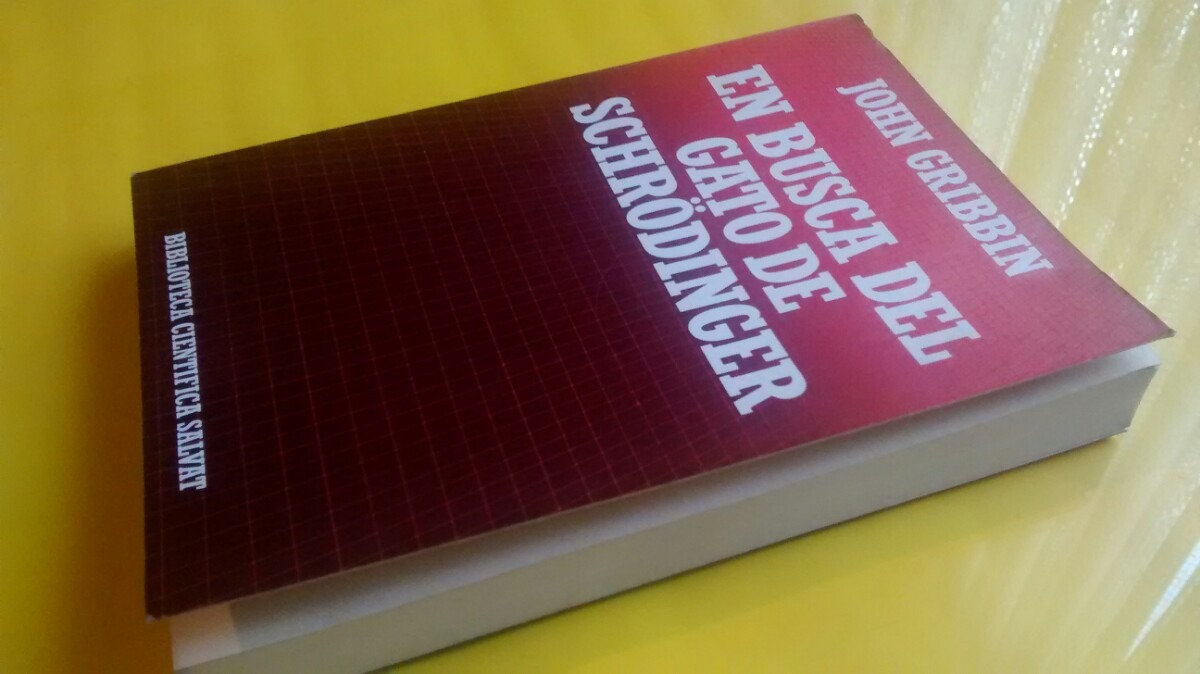 JOHN GRIBBIN
EN BUSCA DEL
GATO DE
SCHRÖDINGER
BIBLIOTECA CIENTIFICA SALVAT